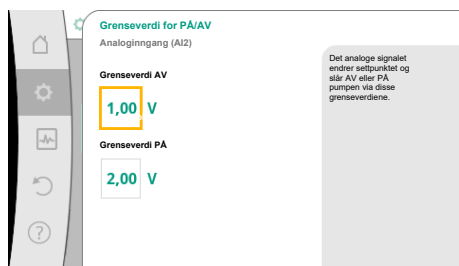 Grenseverdi for PÅ/AV
Analoginngang (AI2)
Grenseverdi AV
1,00 V
Grenseverdi PÅ
2,00 V
Det analoge signalet
endrer settpunktet og
slår AV eller PÅ
pumpen via disse
grenseverdiene.
?